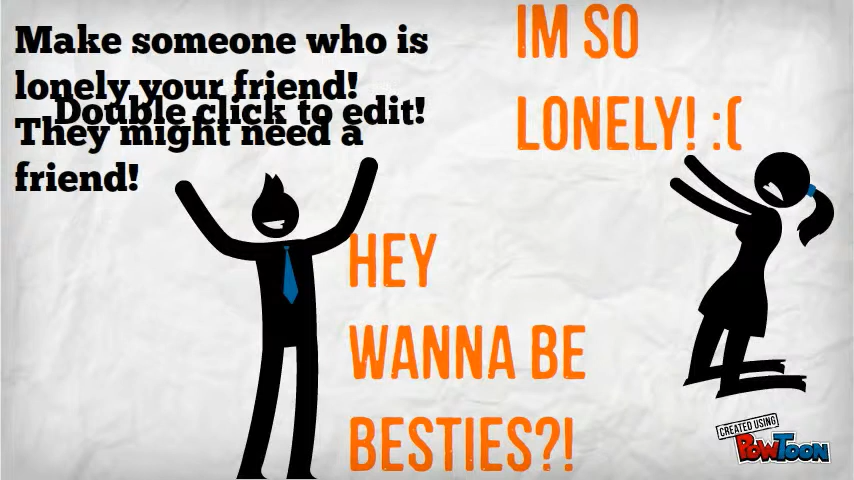 Make someone who is
lonely your friend!
Double click to edit!
They might need a
friend!
IM SO
LONELY! :(
HEY
WANNA BE
BESTIES?!
CREATED USING
POWTOON